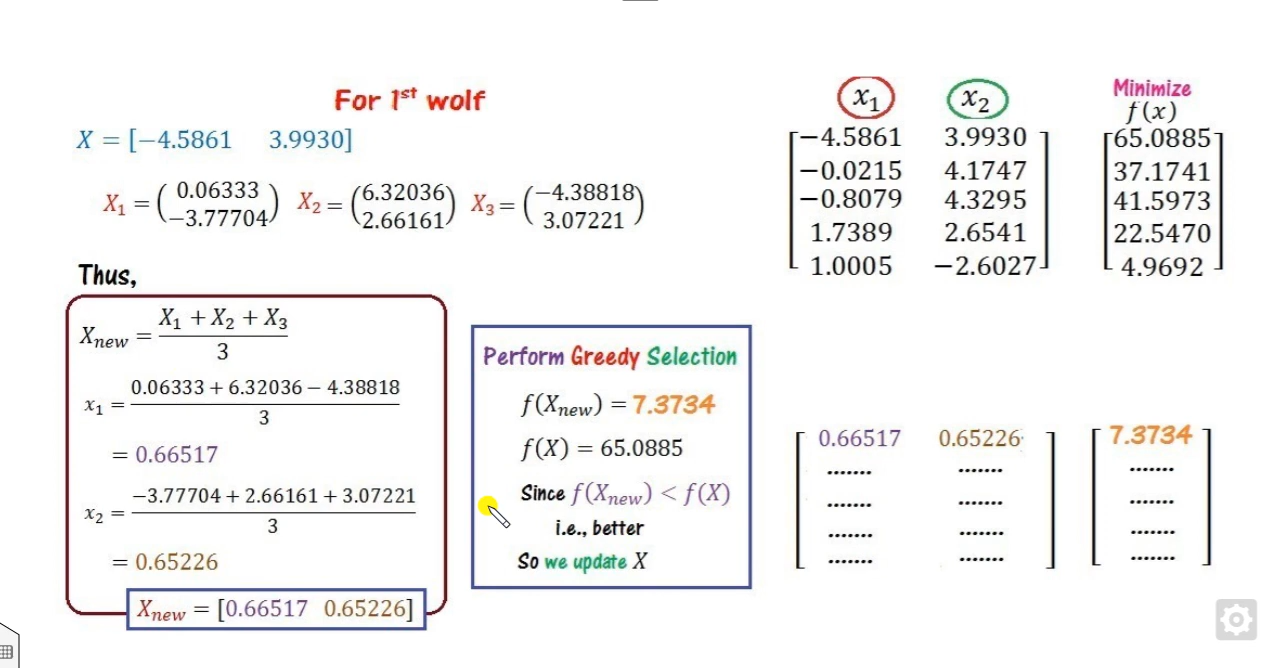 For 1st wolf
X = [−4.5861 3.9930]
X1 = (0.06333 −3.77704) X2 = (6.32036 2.66161) X3 = (−4.38818 3.07221)
Thus,
Xnew = X1 + X2 + X3 / 3
x1 = 0.06333 + 6.32036 − 4.38818 / 3
= 0.66517
x2 = −3.77704 + 2.66161 + 3.07221 / 3
= 0.65226
Xnew = [0.66517 0.65226]
Perform Greedy Selection
f(Xnew) = 7.3734
f(X) = 65.0885
Since f(Xnew) < f(X)
i.e., better
So we update X
x1 x2
−4.5861 3.9930
−0.0215 4.1747
−0.8079 4.3295
1.7389 2.6541
1.0005 −2.6027
Minimize
f(x)
65.0885
37.1741
41.5973
22.5470
4.9692
0.66517 0.65226
....... .......
....... .......
....... .......
....... .......
7.3734
.......
.......
.......
.......